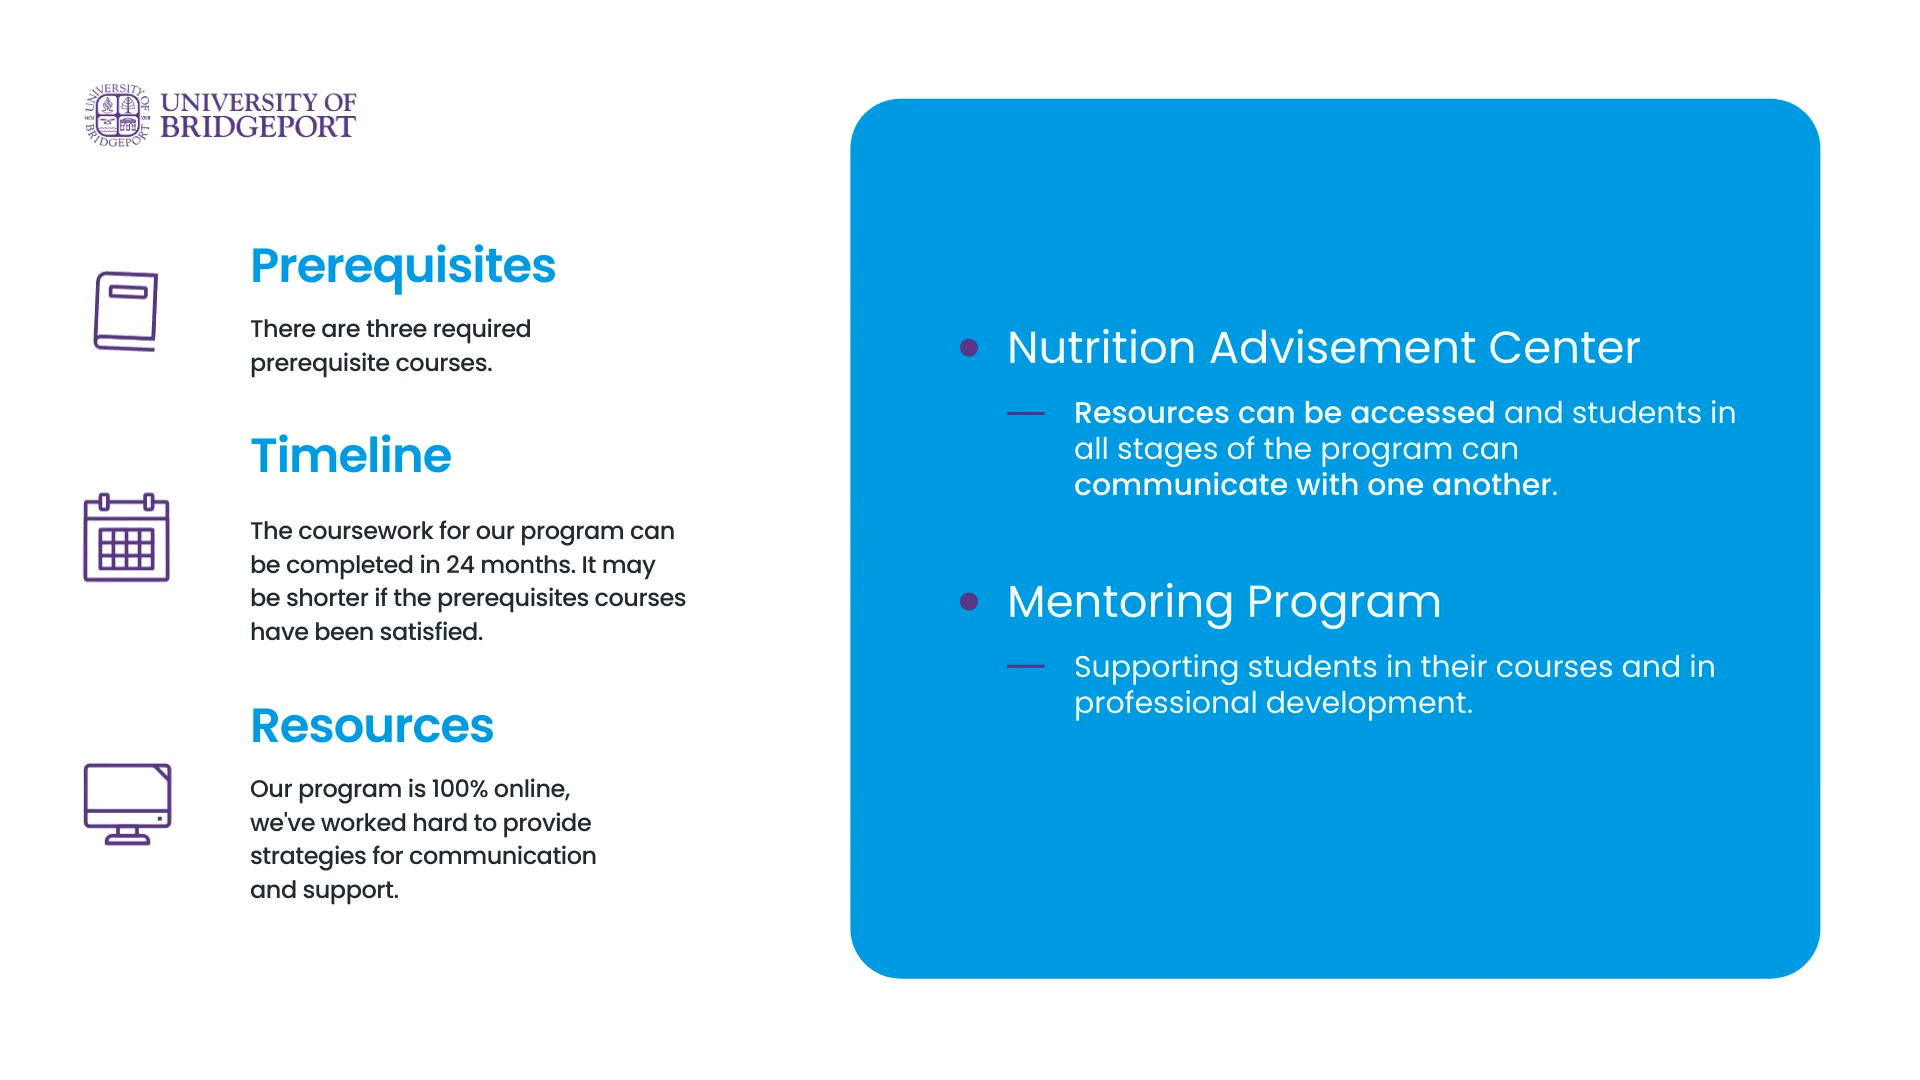 UNIVERSITY OF BRIDGEPORT
UNIVERSITY OF
BRIDGEPORT
Prerequisites
There are three required
prerequisite courses.
Timeline
The coursework for our program can
be completed in 24 months. It may
be shorter if the prerequisites courses
have been satisfied.
Resources
Our program is 100% online,
we've worked hard to provide
strategies for communication
and support.
• Nutrition Advisement Center
— Resources can be accessed and students in
all stages of the program can
communicate with one another.
• Mentoring Program
— Supporting students in their courses and in
professional development.